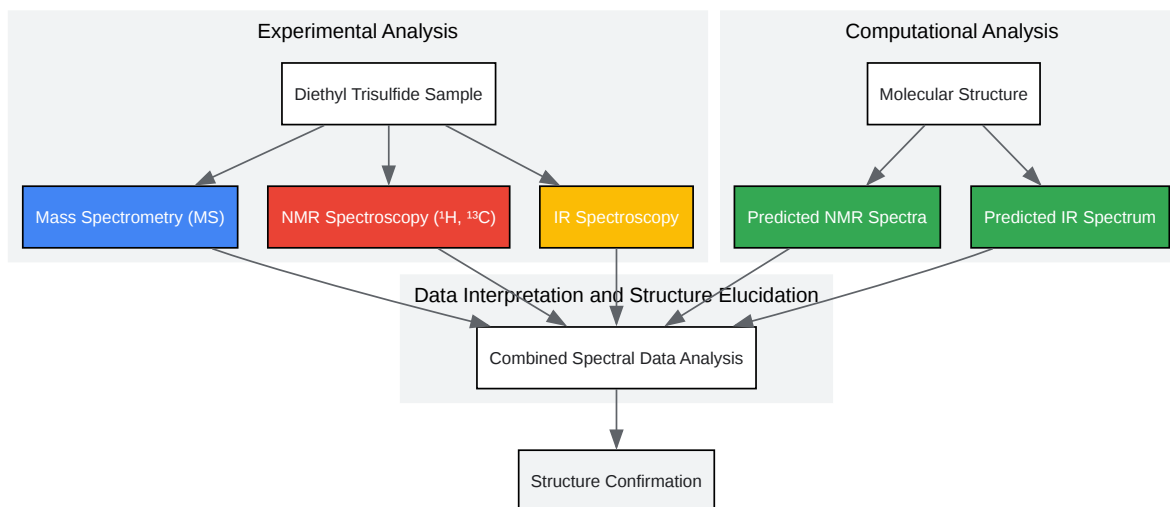 Experimental Analysis
Computational Analysis
Diethyl Trisulfide Sample
Molecular Structure
Mass Spectrometry (MS)
NMR Spectroscopy (¹H, ¹³C)
IR Spectroscopy
Predicted NMR Spectra
Predicted IR Spectrum
Data Interpretation and Structure Elucidation
Combined Spectral Data Analysis
Structure Confirmation